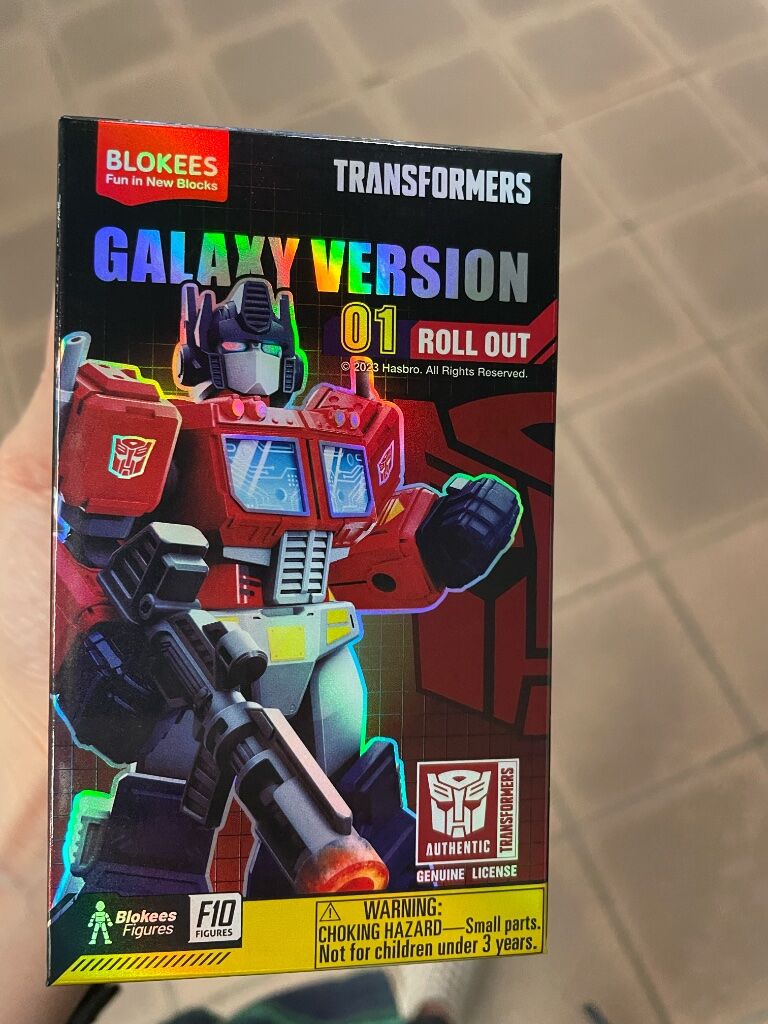 BLOKEES
Fun in New Blocks
TRANSFORMERS
GALAXY VERSION
01 ROLL OUT
© 2023 Hasbro. All Rights Reserved.
AUTHENTIC
TRANSFORMERS
GENUINE LICENSE
Blokees
Figures
F10
FIGURES
WARNING:
CHOKING HAZARD—Small parts.
Not for children under 3 years.